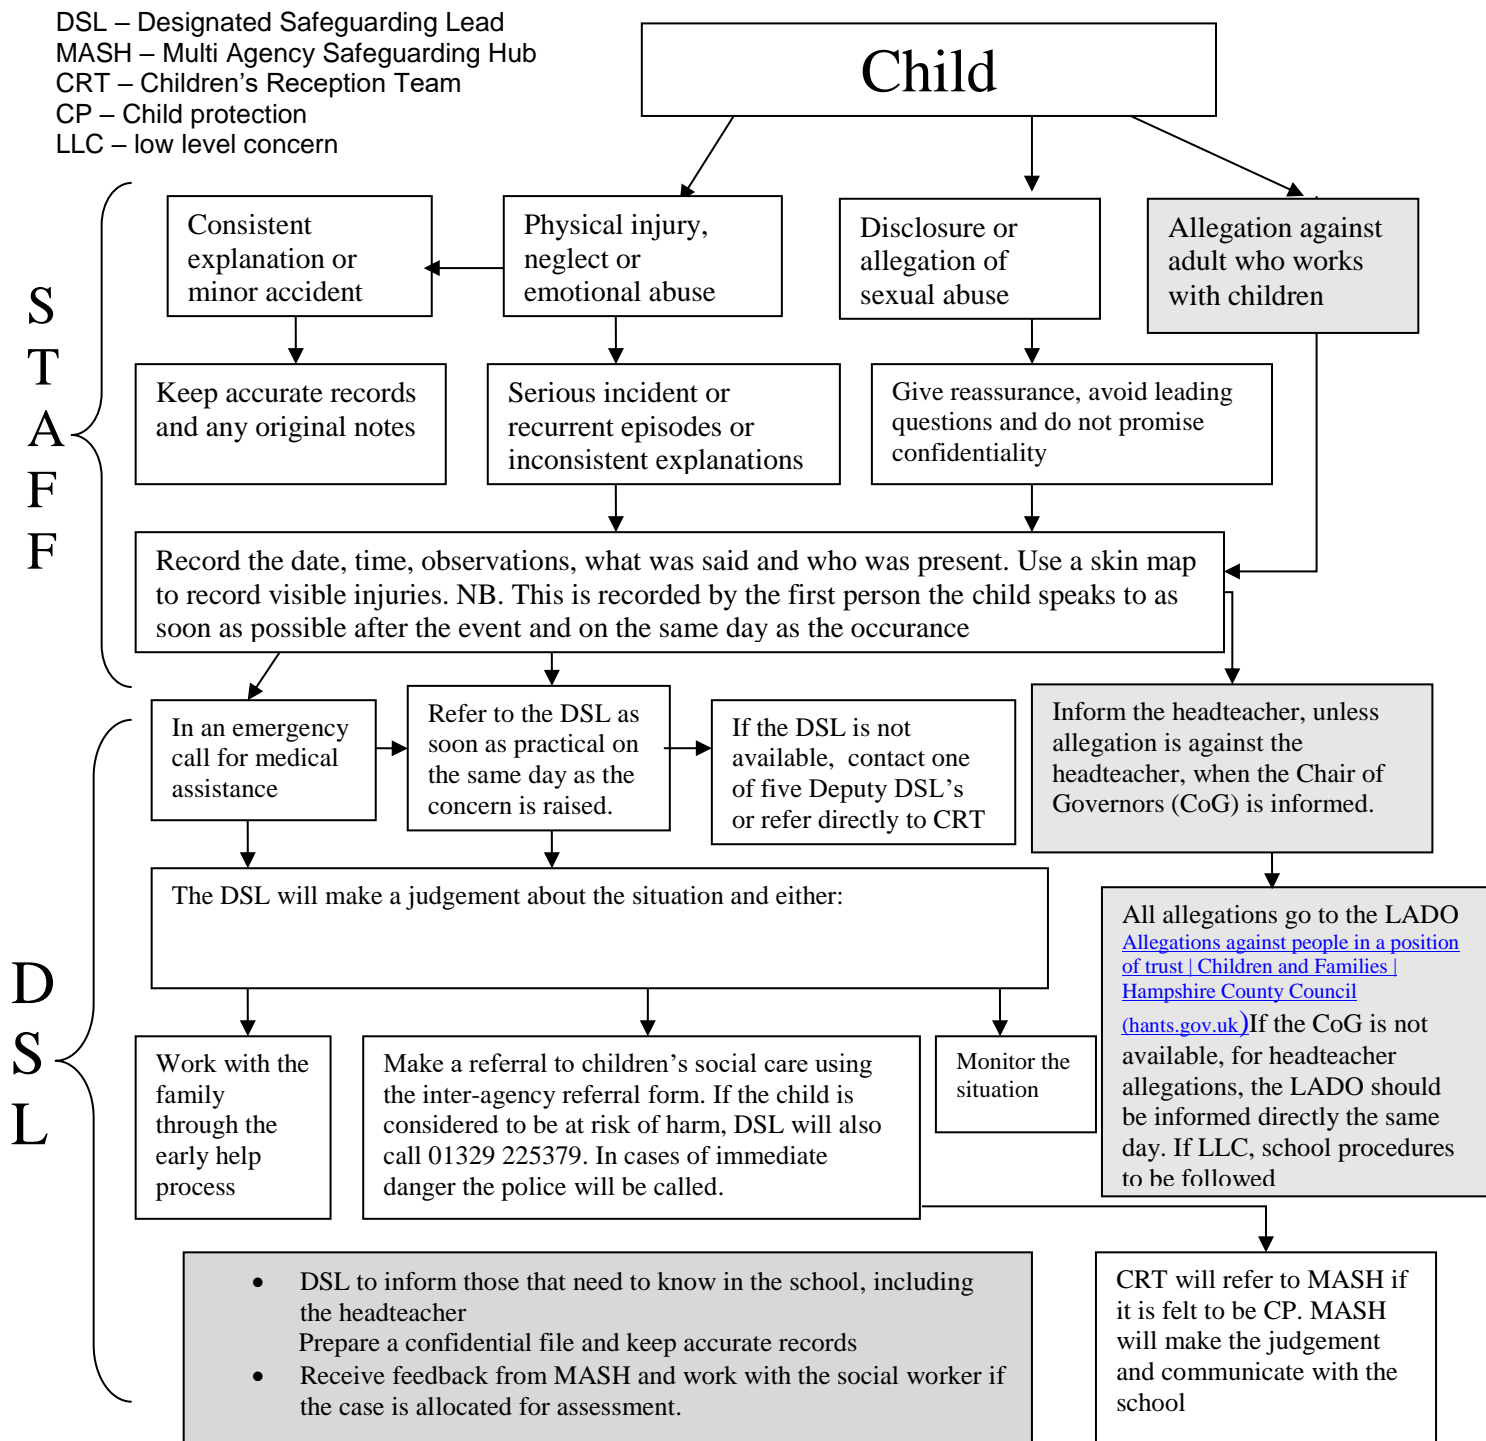 DSL – Designated Safeguarding Lead
MASH – Multi Agency Safeguarding Hub
CRT – Children's Reception Team
CP – Child protection
LLC – low level concern
Child
S
T
A
F
F
Consistent
explanation or
minor accident
Physical injury,
neglect or
emotional abuse
Disclosure or
allegation of
sexual abuse
Allegation against
adult who works
with children
Keep accurate records
and any original notes
Serious incident or
recurrent episodes or
inconsistent explanations
Give reassurance, avoid leading
questions and do not promise
confidentiality
Record the date, time, observations, what was said and who was present. Use a skin map
to record visible injuries. NB. This is recorded by the first person the child speaks to as
soon as possible after the event and on the same day as the occurance
D
S
L
In an emergency
call for medical
assistance
Refer to the DSL as
soon as practical on
the same day as the
concern is raised.
If the DSL is not
available,  contact one
of five Deputy DSL's
or refer directly to CRT
Inform the headteacher, unless
allegation is against the
headteacher, when the Chair of
Governors (CoG) is informed.
The DSL will make a judgement about the situation and either:
All allegations go to the LADO
Allegations against people in a position
of trust | Children and Families |
Hampshire County Council
(hants.gov.uk)If the CoG is not
available, for headteacher
allegations, the LADO should
be informed directly the same
day. If LLC, school procedures
to be followed
Work with the
family
through the
early help
process
Make a referral to children's social care using
the inter-agency referral form. If the child is
considered to be at risk of harm, DSL will also
call 01329 225379. In cases of immediate
danger the police will be called.
Monitor the
situation
• DSL to inform those that need to know in the school, including
the headteacher
Prepare a confidential file and keep accurate records
• Receive feedback from MASH and work with the social worker if
the case is allocated for assessment.
CRT will refer to MASH if
it is felt to be CP. MASH
will make the judgement
and communicate with the
school